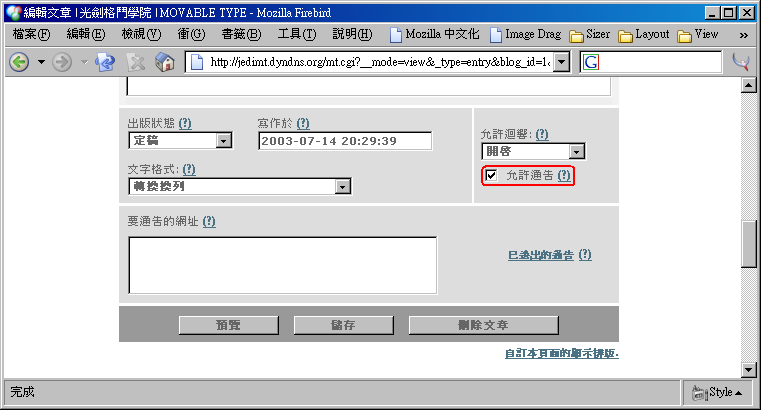 編輯文章 | 光劍格鬥學院 | MOVABLE TYPE - Mozilla Firebird
檔案(F) 編輯(E) 檢視(V) 衝(G) 書籤(B) 工具(T) 說明(H) Mozilla 中文化 Image Drag Sizer Layout View
http://jedimt.dyndns.org/mt.cgi?__mode=view&_type=entry&blog_id=1&
出版狀態 (?) 寫作於 (?)
定稿 2003-07-14 20:29:39
允許迴響: (?)
開啓
文字格式: (?)
轉換換列
允許通告 (?)
要通告的網址 (?)
已送出的通告 (?)
預覽 儲存 刪除文章
自訂本頁面的顯示排版.
完成 Style